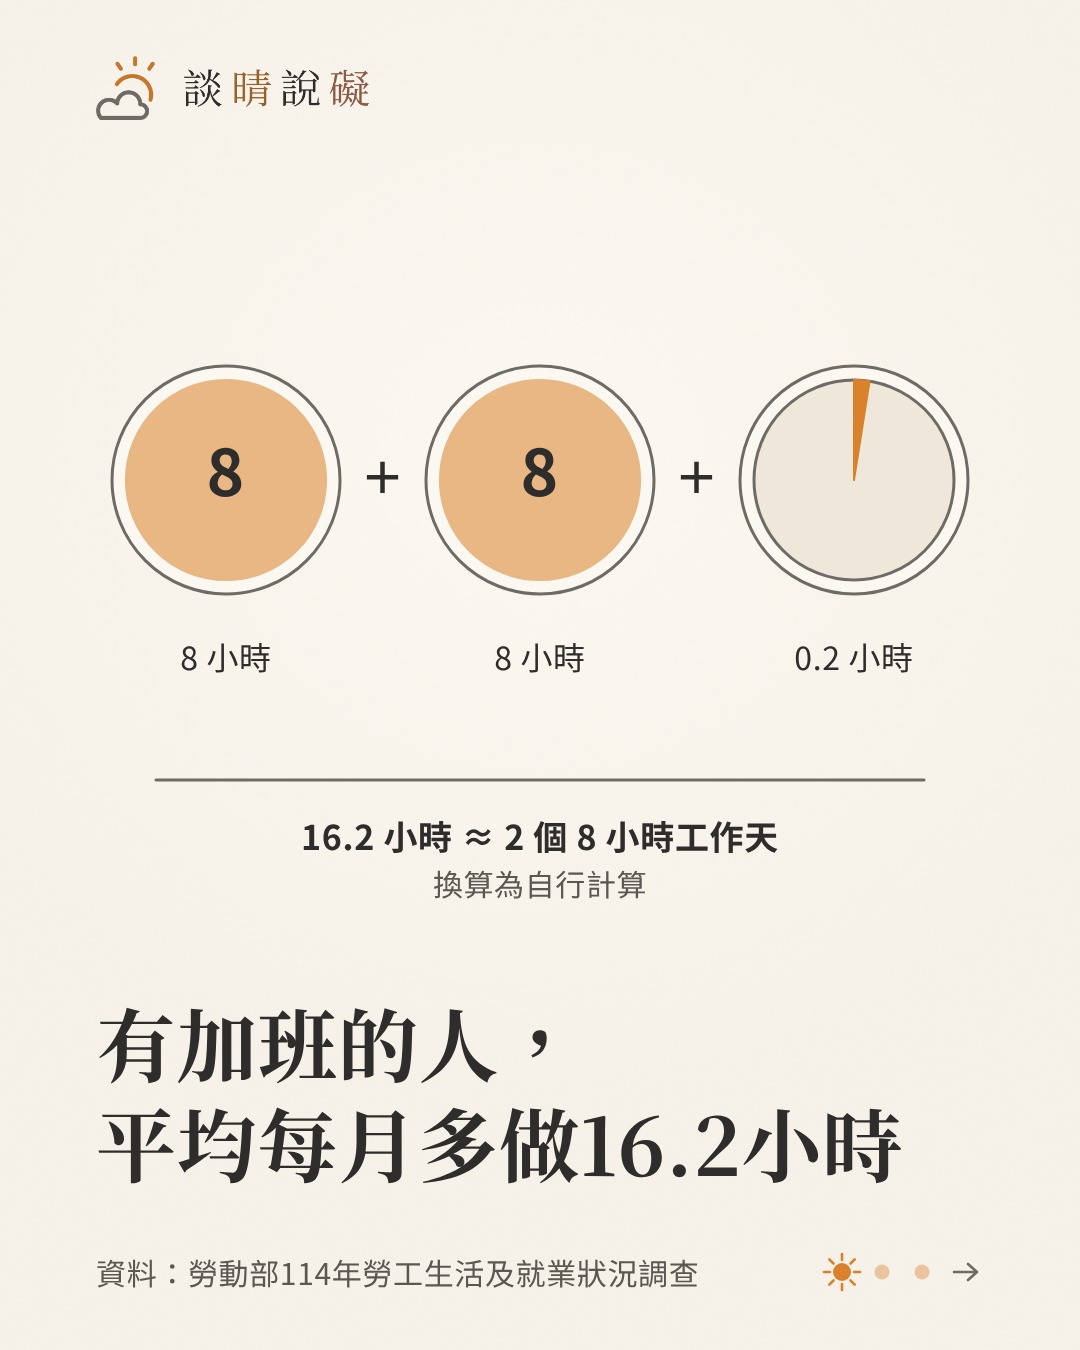 談晴說礙
8 + 8 +
8 小時
8 小時
0.2 小時
16.2 小時 ≈ 2 個 8 小時工作天
換算為自行計算
有加班的人，
平均每月多做16.2小時
資料：勞動部114年勞工生活及就業狀況調查